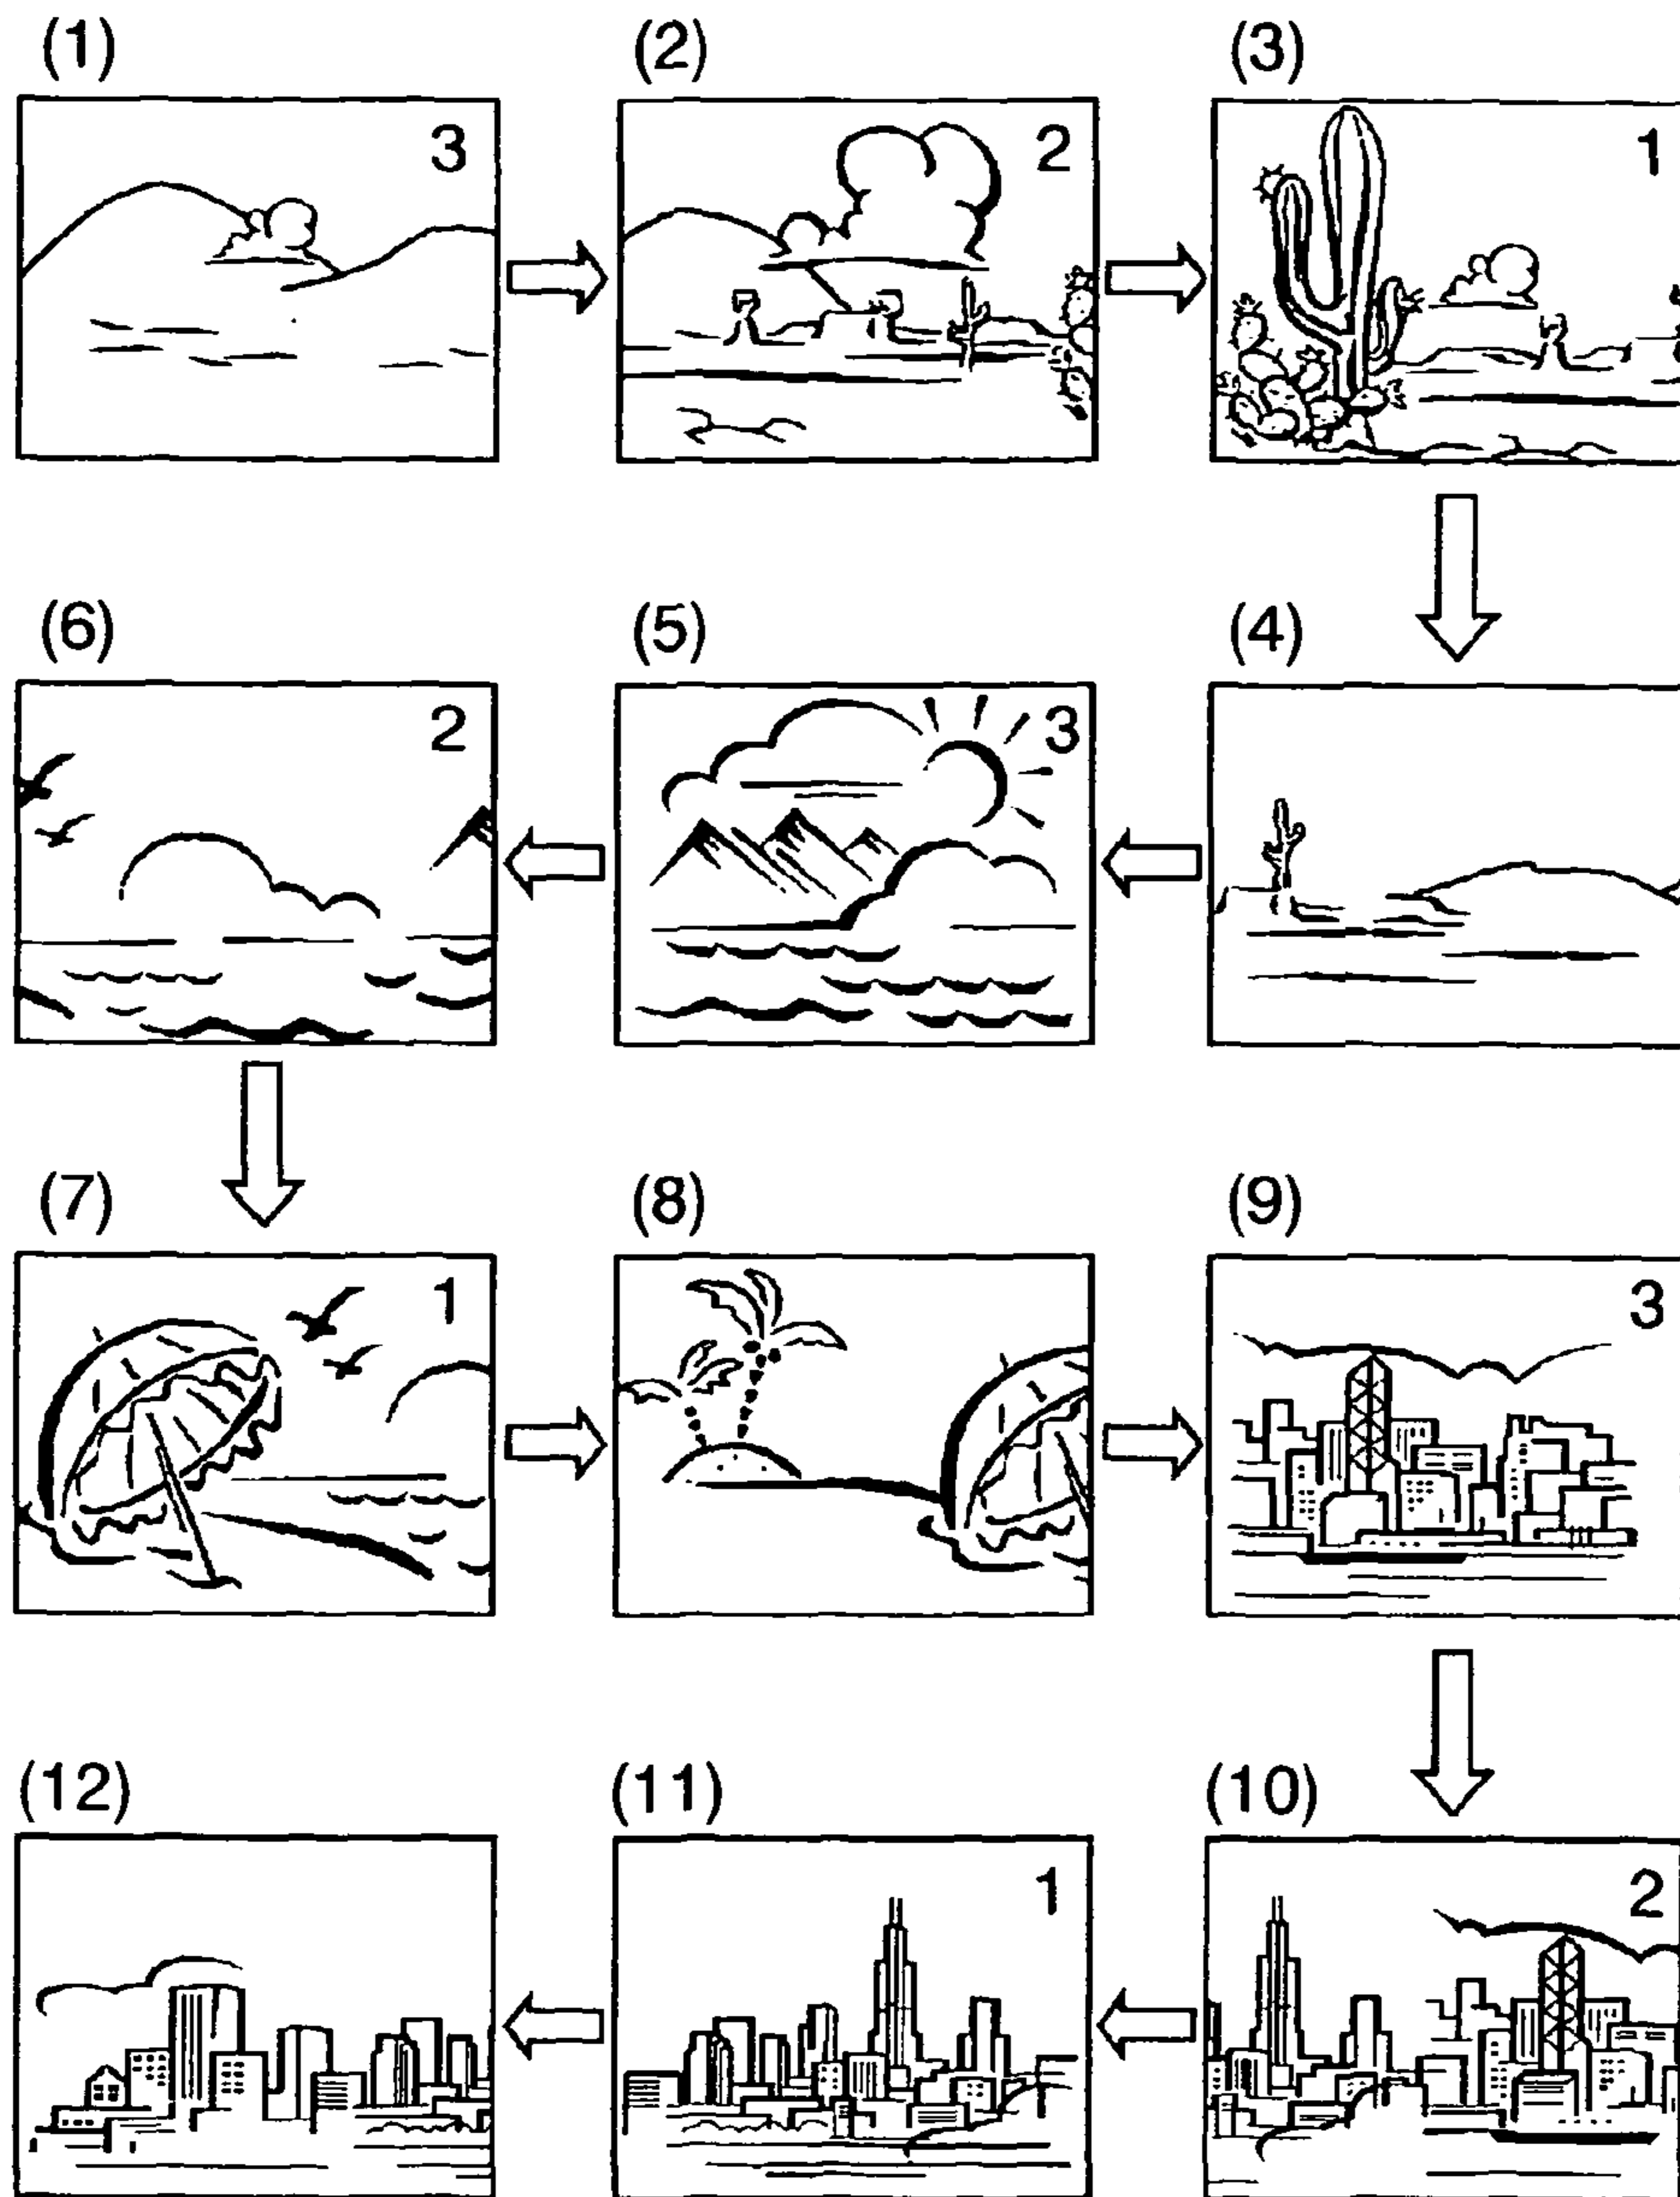 (1) (2) (3)
3 2 1
(6) (5) (4)
2 3
(7) (8) (9)
1 3
(12) (11) (10)
1 2